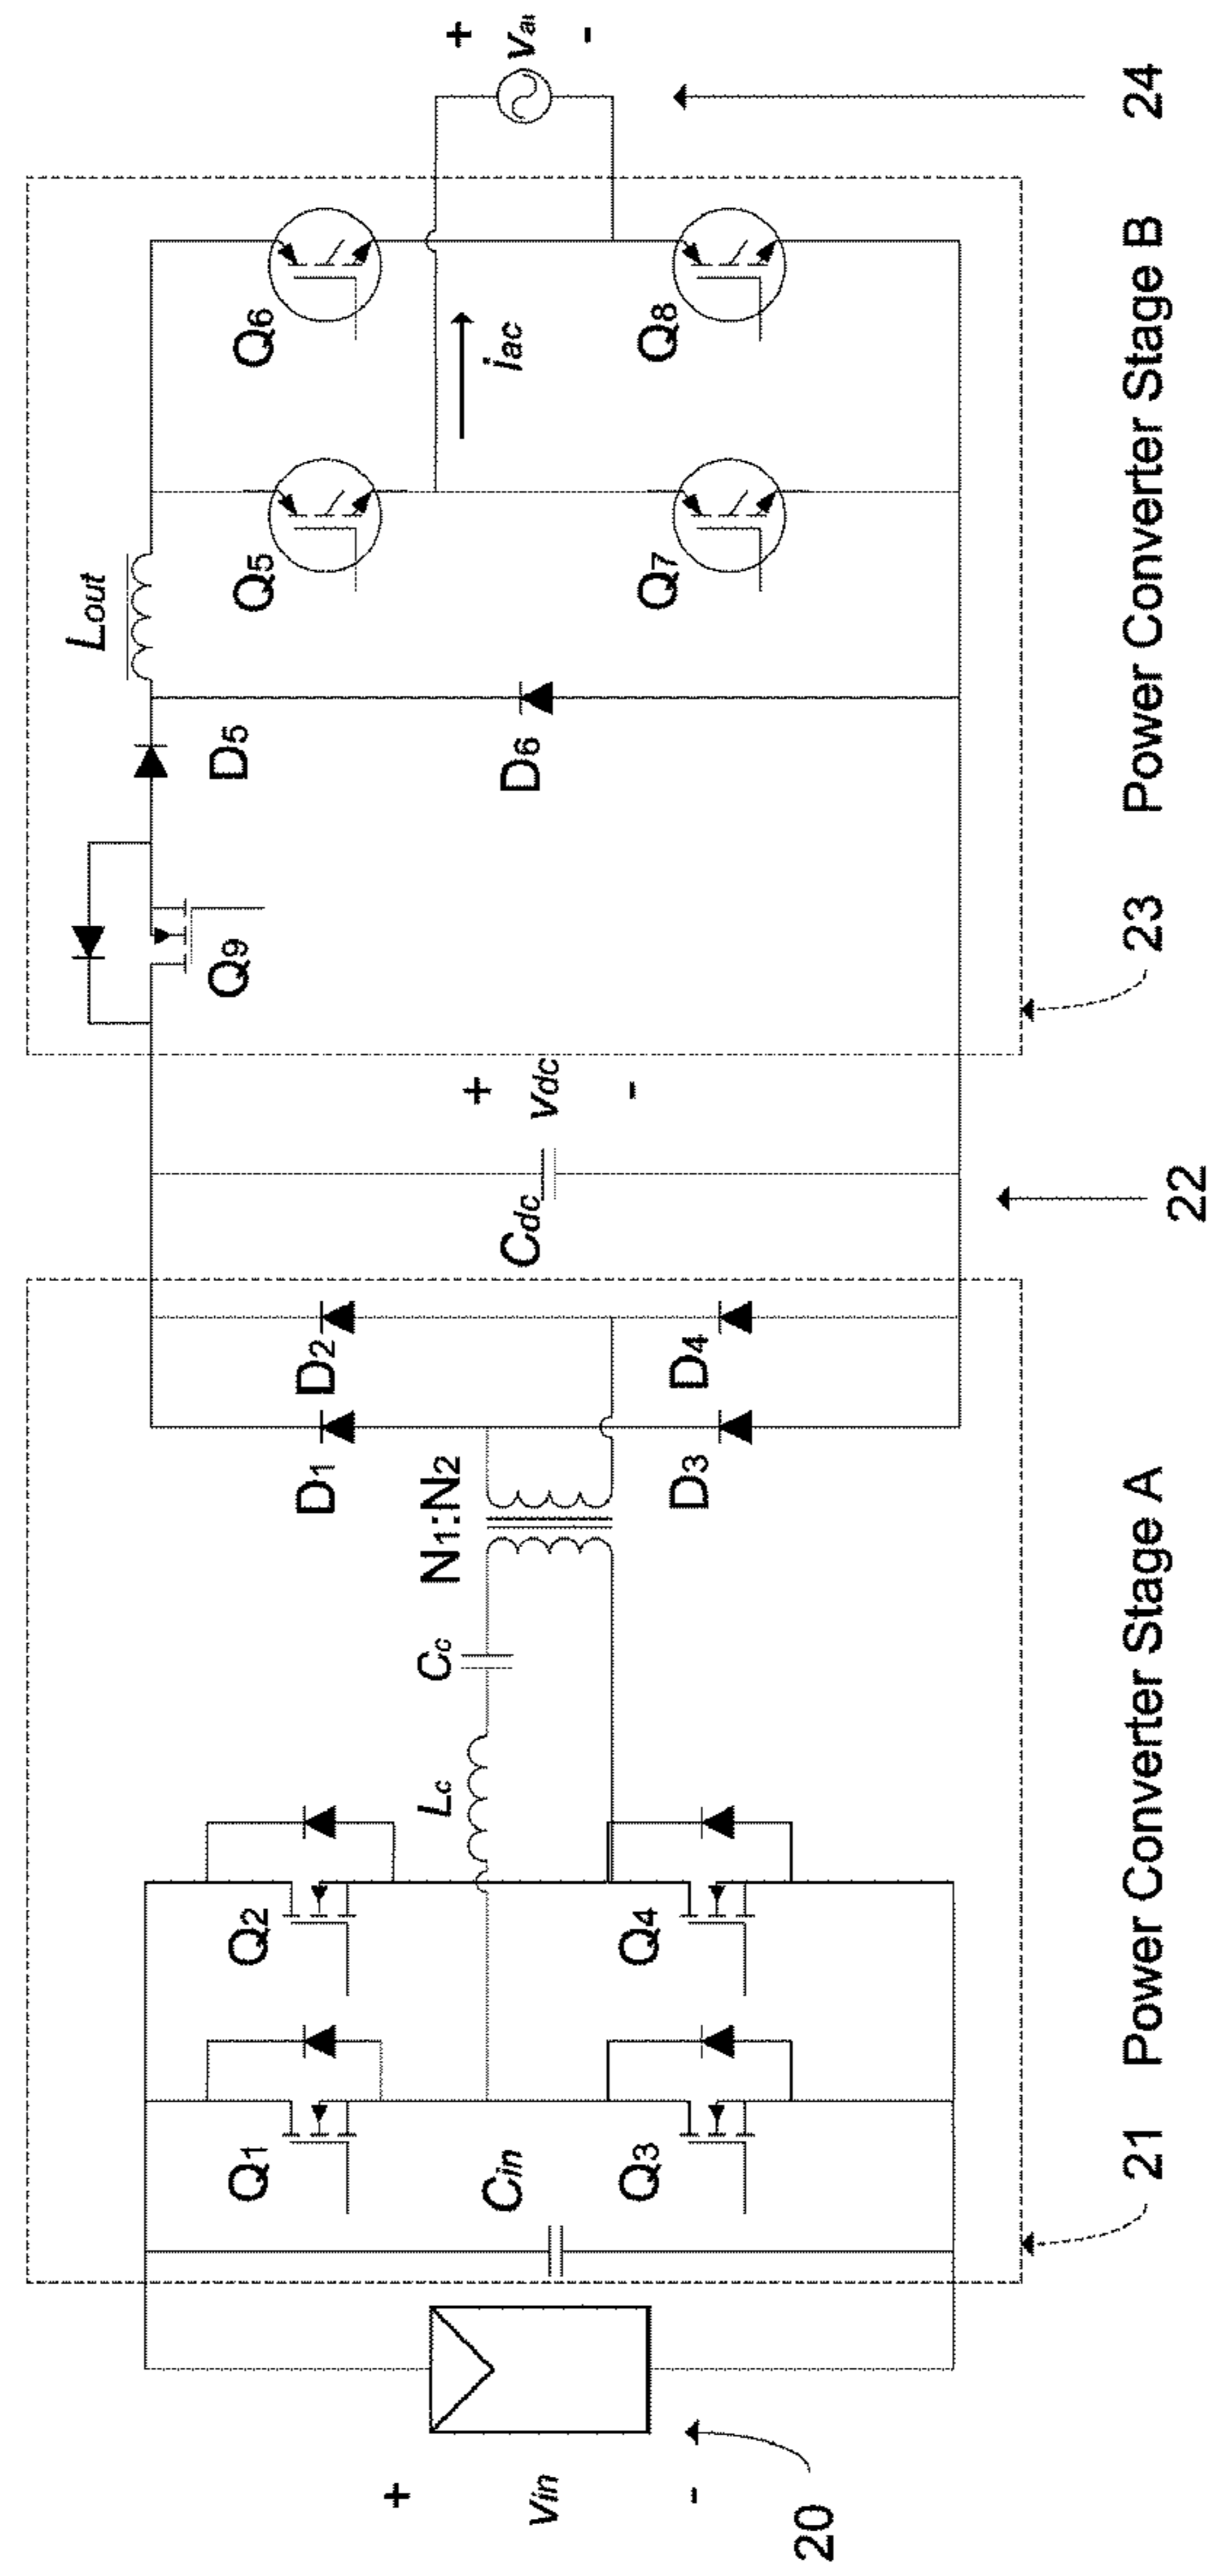 +
Vin
-
20
Cin
Q1
Q2
Q3
Q4
Lc
Cc
N1:N2
D1
D2
D3
D4
Cdc
+
Vdc
-
22
Q9
D5
D6
Lout
Q5
Q6
Q7
Q8
iac
+
-
24
21 Power Converter Stage A
23 Power Converter Stage B